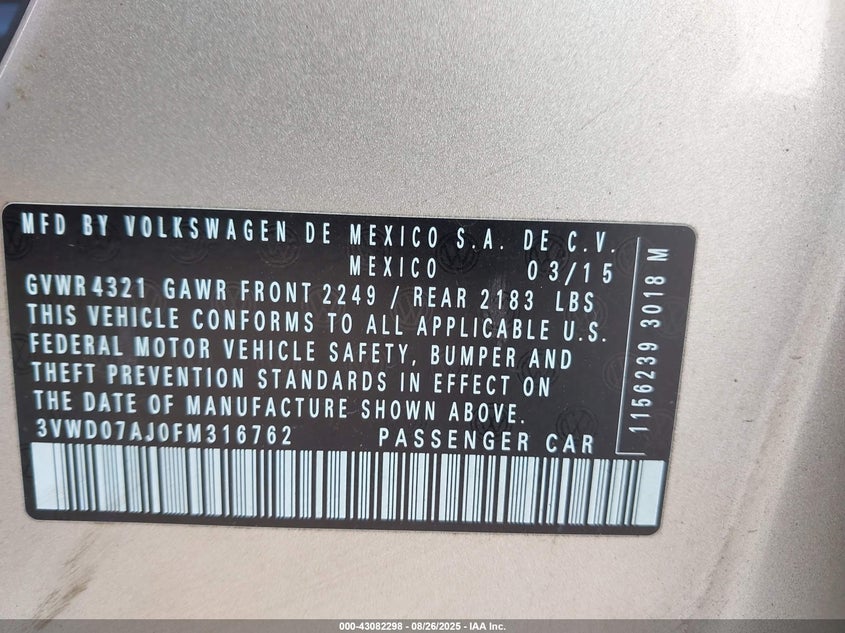 MFD BY VOLKSWAGEN DE MEXICO S.A. DE C.V.
MEXICO 03/15
GVWR 4321 GAWR FRONT 2249 / REAR 2183 LBS
THIS VEHICLE CONFORMS TO ALL APPLICABLE U.S.
FEDERAL MOTOR VEHICLE SAFETY, BUMPER AND
THEFT PREVENTION STANDARDS IN EFFECT ON
THE DATE OF MANUFACTURE SHOWN ABOVE.
3VWD07AJ0FM316762 PASSENGER CAR
1156239 3018 M
000-43082298 - 08/26/2025 - IAA Inc.